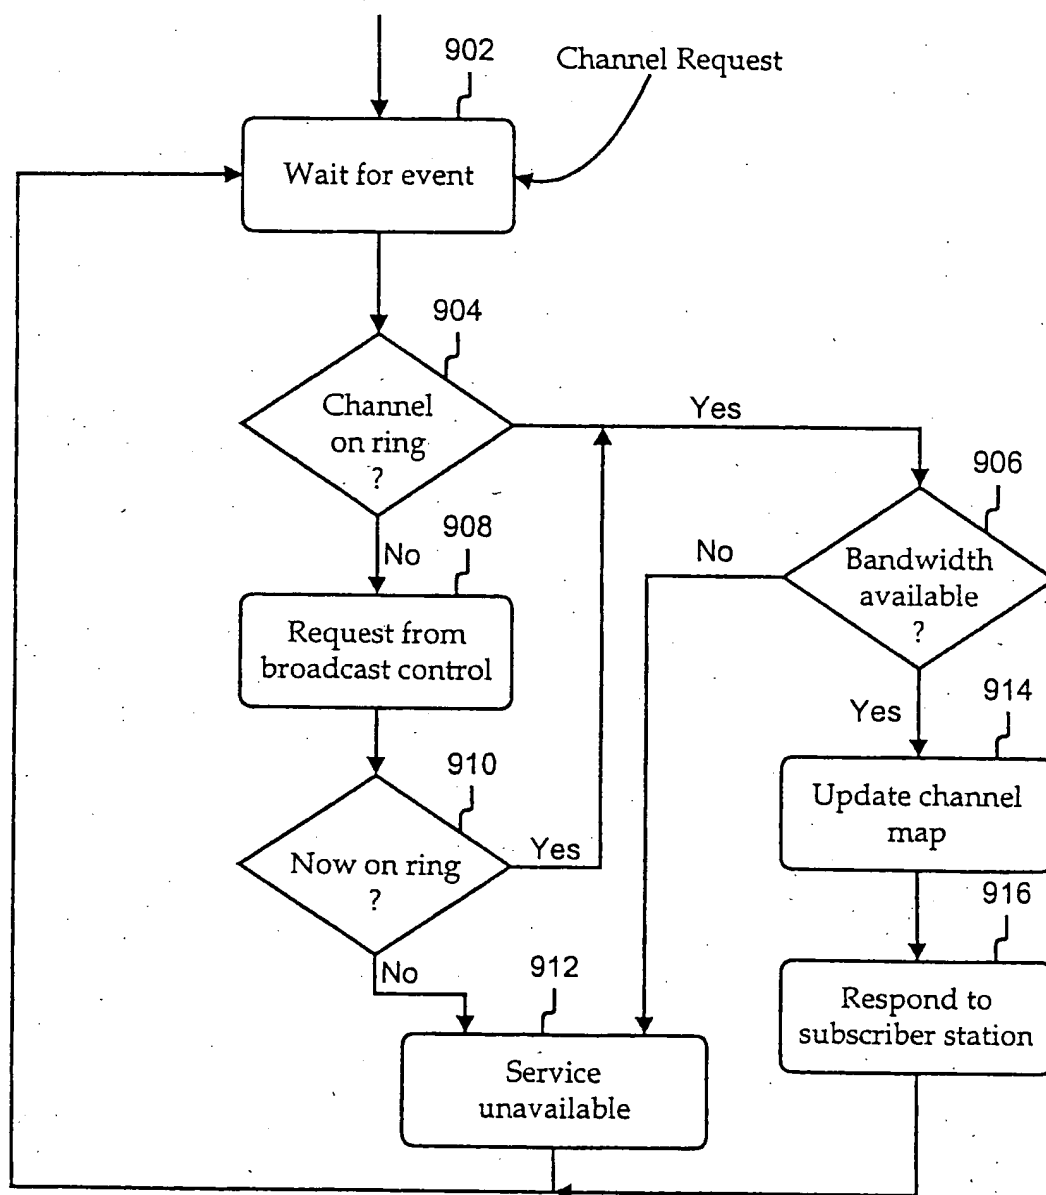 902
Channel Request
Wait for event
904
Channel
on ring
?
Yes
906
No
Bandwidth
available
?
No
908
Request from
broadcast control
Yes
914
910
Update channel
map
Now on ring
?
Yes
916
No
912
Respond to
subscriber station
Service
unavailable